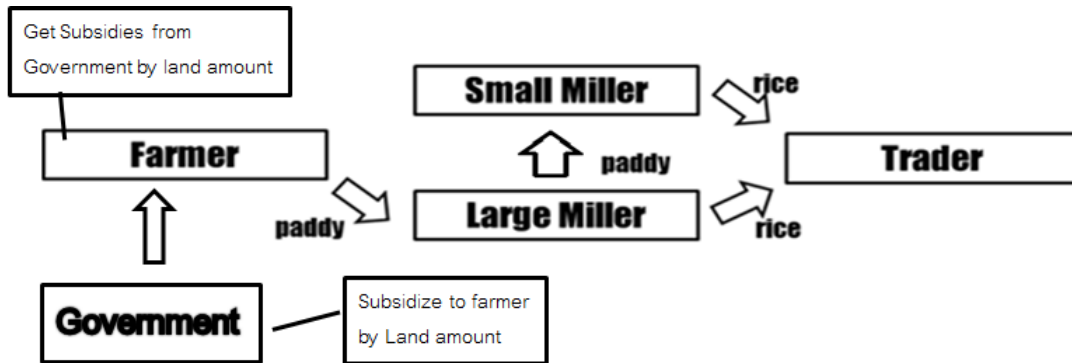 Get Subsidies from
Government by land amount
Small Miller
rice
Farmer
paddy
Trader
paddy
Large Miller
rice
Government
Subsidize to farmer
by Land amount